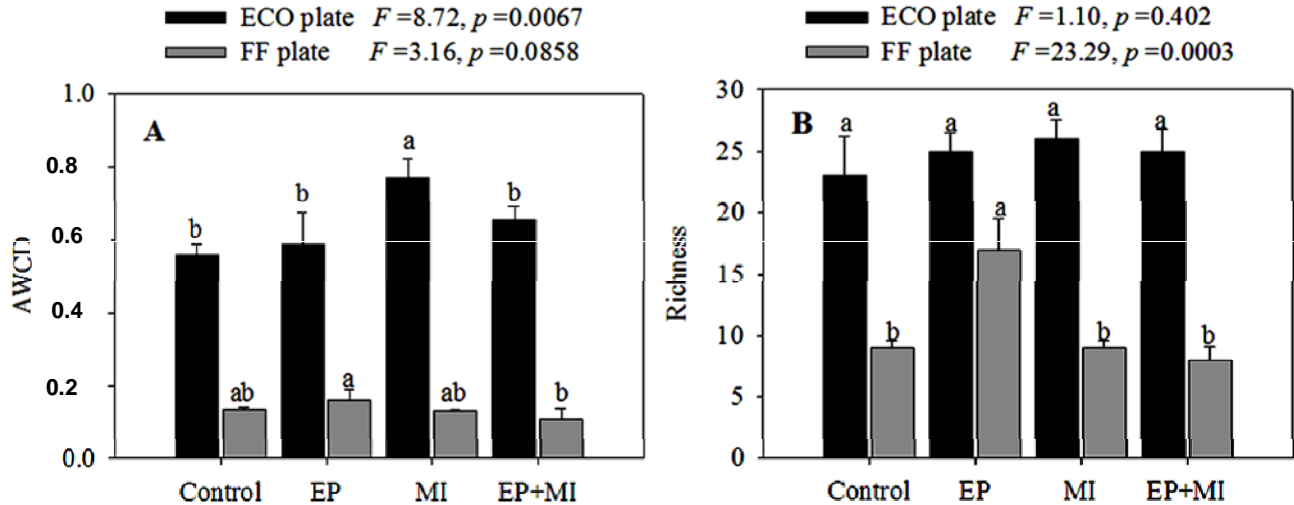 ECO plate F =8.72, p =0.0067
FF plate F =3.16, p =0.0858
A
AWCD
1.0
0.8
0.6
0.4
0.2
0.0
b
b
a
b
ab
a
ab
b
Control EP MI EP+MI
ECO plate F =1.10, p =0.402
FF plate F =23.29, p =0.0003
B
Richness
30
25
20
15
10
5
0
a
a
a
a
b
a
b
b
Control EP MI EP+MI